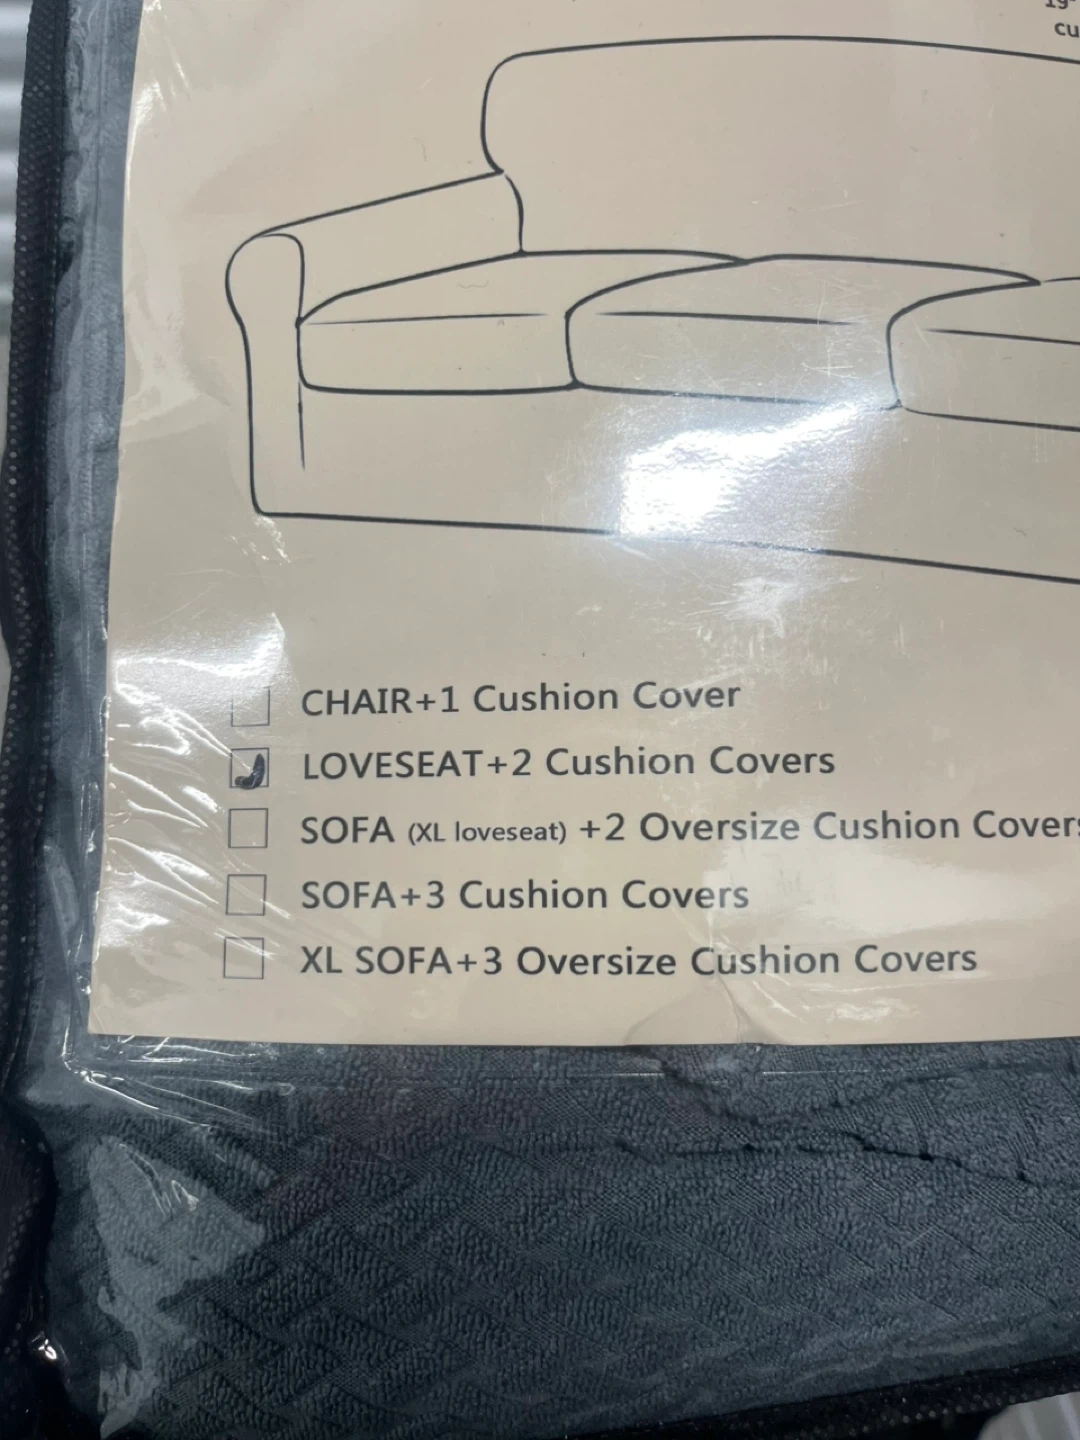 CHAIR+1 Cushion Cover
LOVESEAT+2 Cushion Covers
SOFA (XL loveseat) +2 Oversize Cushion Covers
SOFA+3 Cushion Covers
XL SOFA+3 Oversize Cushion Covers